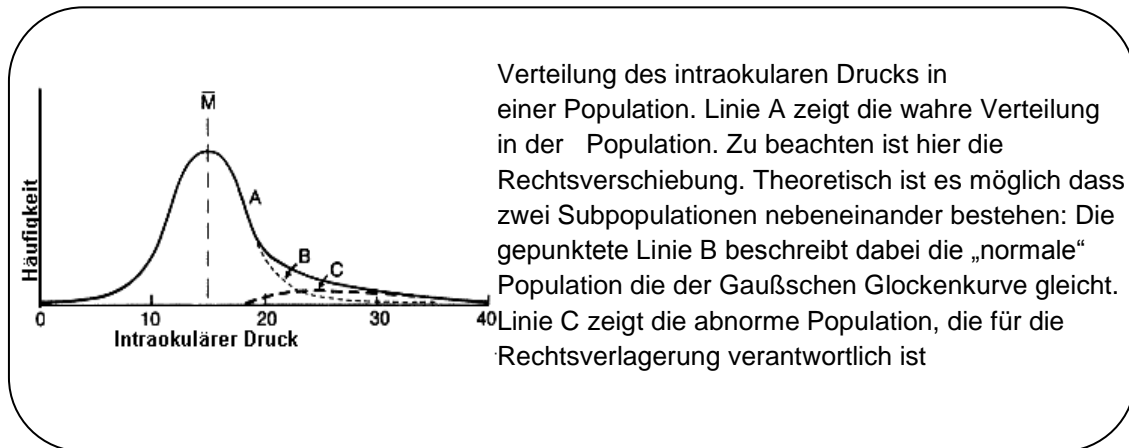 Verteilung des intraokularen Drucks in
einer Population. Linie A zeigt die wahre Verteilung
in der Population. Zu beachten ist hier die
Rechtsverschiebung. Theoretisch ist es möglich dass
zwei Subpopulationen nebeneinander bestehen: Die
gepunktete Linie B beschreibt dabei die „normale“
Population die der Gaußschen Glockenkurve gleicht.
Linie C zeigt die abnorme Population, die für die
Rechtsverlagerung verantwortlich ist
M̅
A
B
C
Häufigkeit
0 10 20 30 40
Intraokulärer Druck